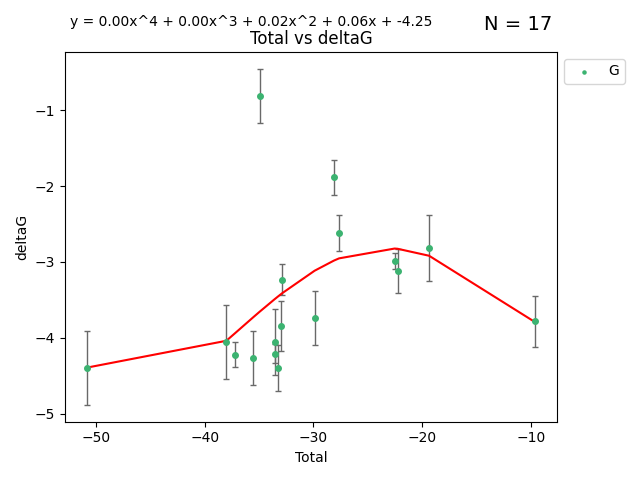 y = 0.00x^4 + 0.00x^3 + 0.02x^2 + 0.06x + -4.25
N = 17
Total vs deltaG
G
−1
−2
−3
−4
−5
deltaG
−50
−40
−30
−20
−10
Total